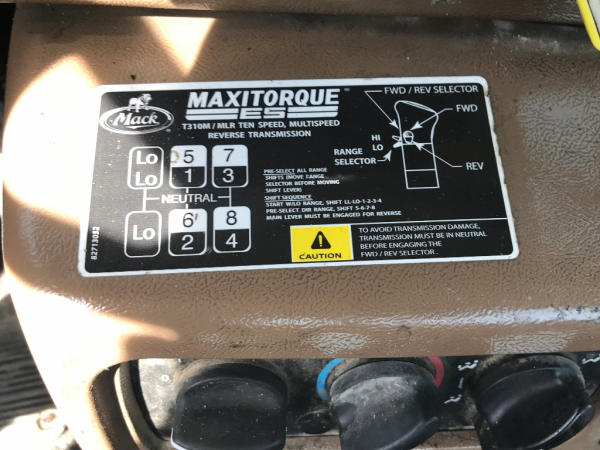 Mack
MAXITORQUE
ES
T310M / MLR TEN SPEED, MULTISPEED
REVERSE TRANSMISSION
FWD / REV SELECTOR
FWD
HI
LO
RANGE
SELECTOR
REV
Lo 5 7
Lo 1 3
NEUTRAL
Lo 6 8
2 4
PRE-SELECT ALL RANGE
SHIFTS (MOVE RANGE
SELECTOR BEFORE MOVING
SHIFT LEVER)
SHIFT SEQUENCE
START W/LO RANGE, SHIFT LL-LO-1-2-3-4
PRE-SELECT DIR RANGE, SHIFT 5-6-7-8
MAIN LEVER MUST BE ENGAGED FOR REVERSE
CAUTION
TO AVOID TRANSMISSION DAMAGE,
TRANSMISSION MUST BE IN NEUTRAL
BEFORE ENGAGING THE
FWD / REV SELECTOR .